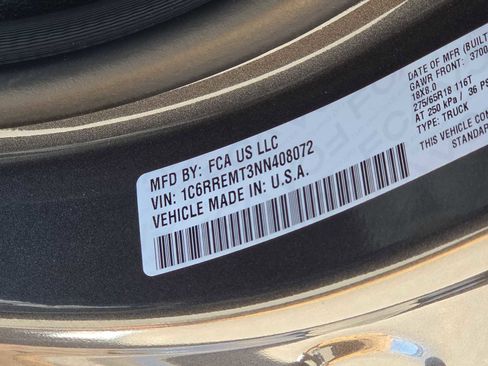 MFD BY: FCA US LLC
VIN: 1C6RREMT3NN408072
VEHICLE MADE IN: U.S.A.
DATE OF MFR (BUILT
GAWR FRONT: 3700
18X8.0
275/65R18 116T
AT 250 kPa / 36 PS
TYPE: TRUCK
THIS VEHICLE CON
STANDAR